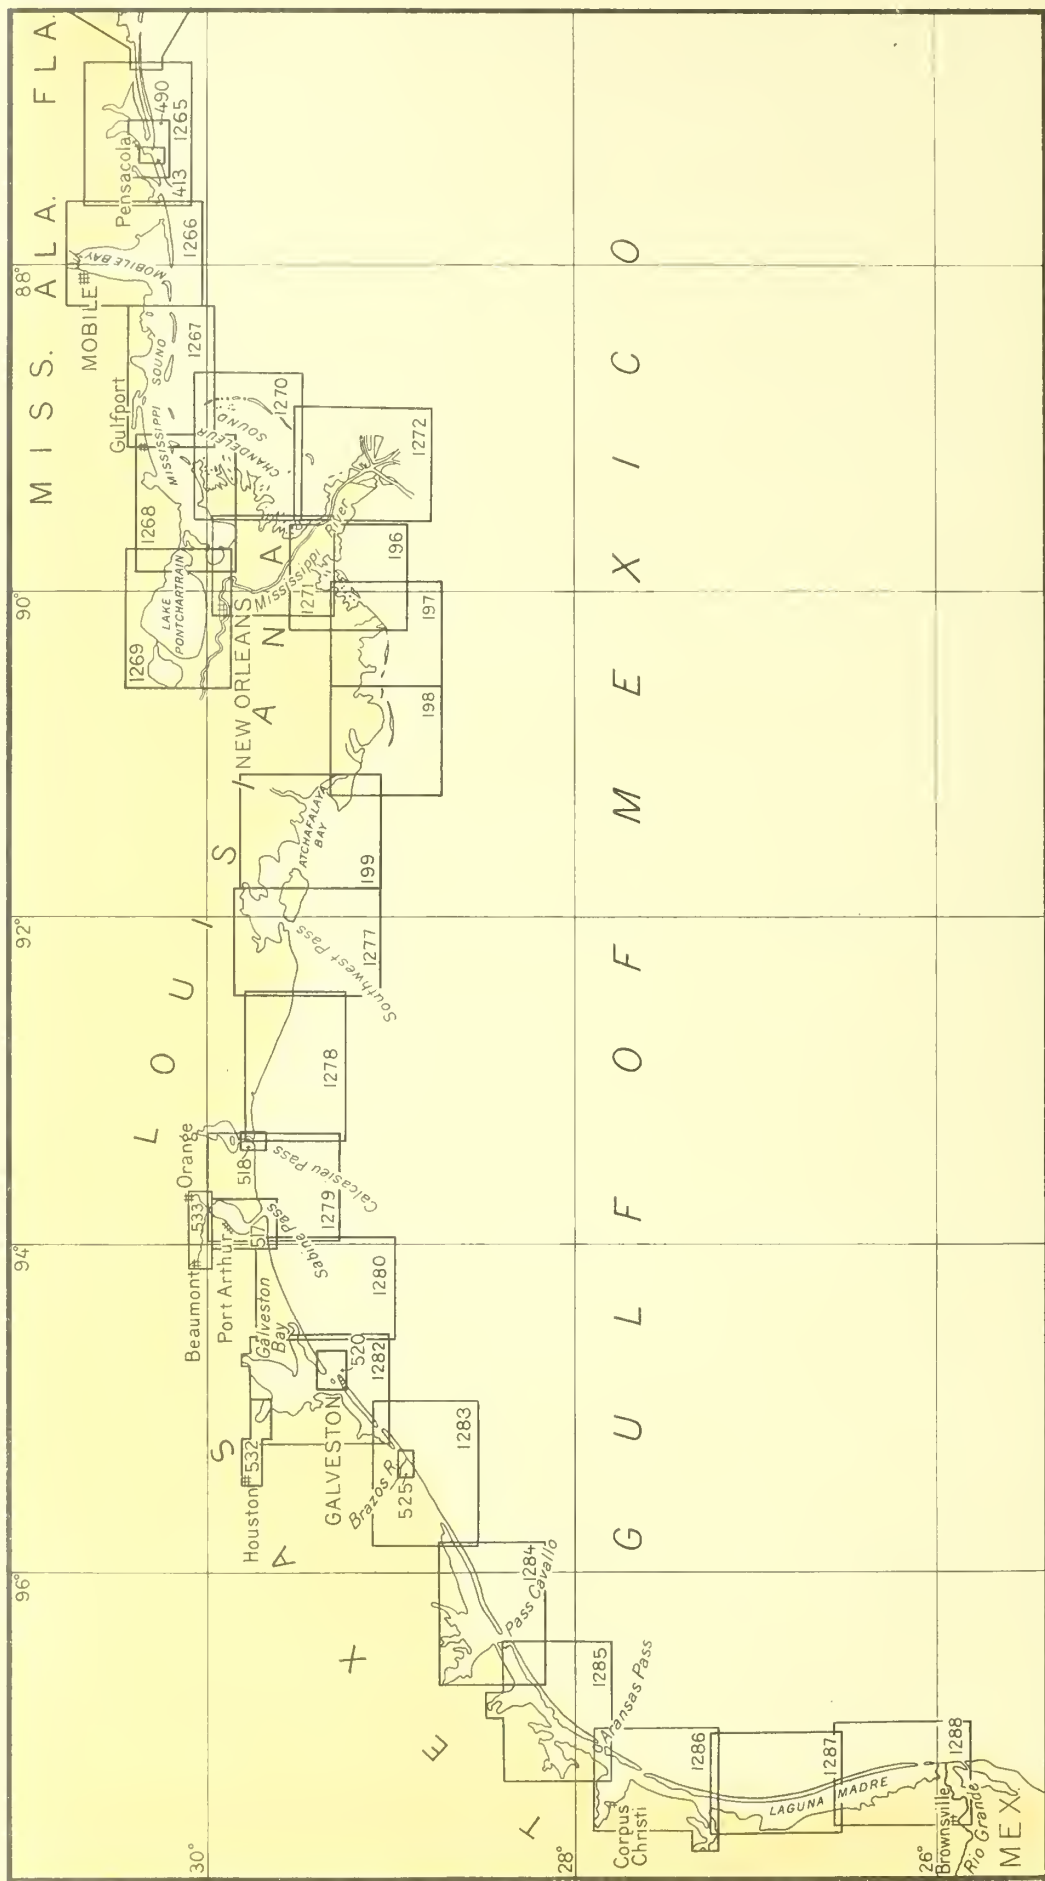 MISS. ALA. FLA.
LOUISIANA
TEXAS
MEX.
GULF OF MEXICO
88°
90°
92°
94°
96°
30°
28°
26°
Pensacola
490
1265
413
1266
MOBILE BAY
MOBILE
1267
Gulfport
MISSISSIPPI SOUND
1268
1270
CHANDELEUR
SOUND
1272
LAKE
PONTCHARTRAIN
1269
NEW ORLEANS
Mississippi River
1271
196
197
198
ATCHAFALAYA
BAY
199
Southwest Pass
1277
1278
Orange
518
Calcasieu Pass
1279
533
Beaumont
Port Arthur
517
Sabine Pass
1280
Galveston
Bay
520
1282
GALVESTON
Houston
532
Brazos R.
525
1283
1284
Pass Cavallo
1285
Aransas Pass
Corpus
Christi
1286
1287
LAGUNA MADRE
1288
Brownsville
Rio Grande